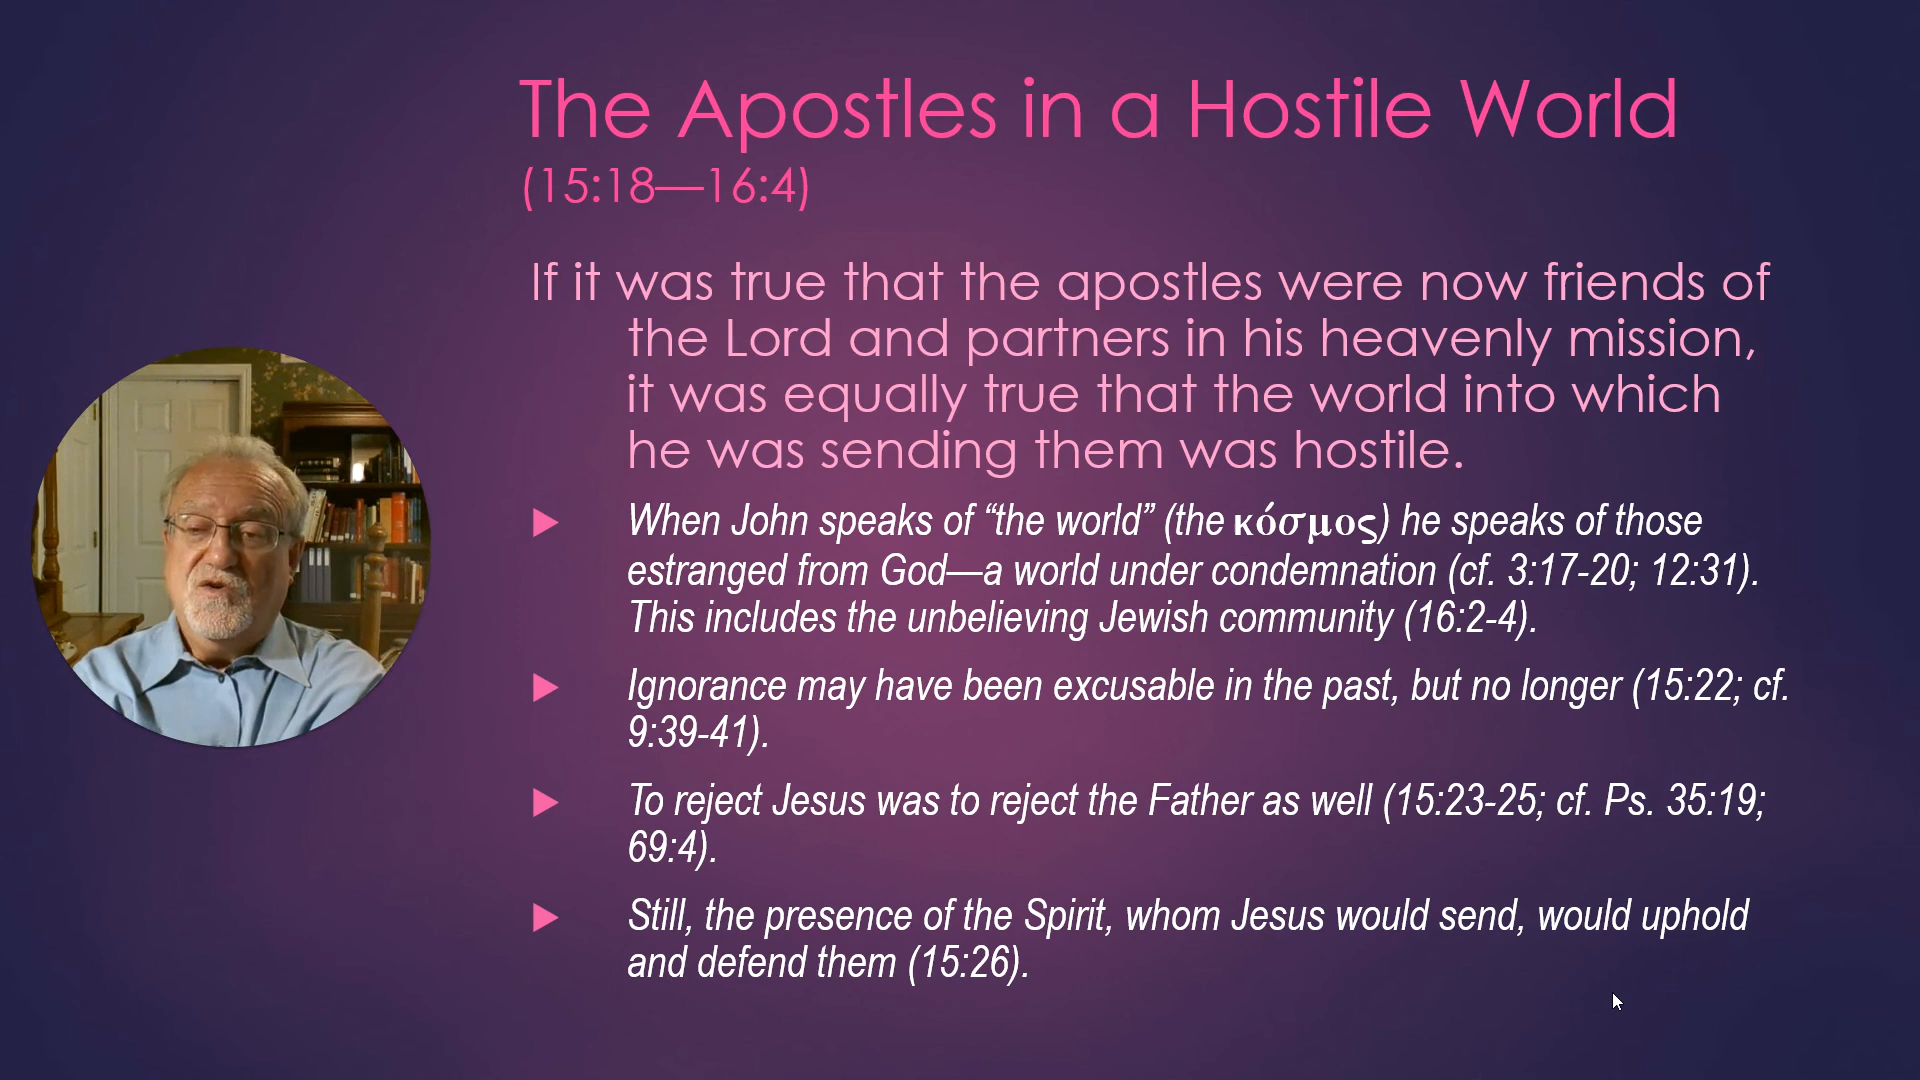 The Apostles in a Hostile World
(15:18—16:4)
If it was true that the apostles were now friends of
the Lord and partners in his heavenly mission,
it was equally true that the world into which
he was sending them was hostile.
When John speaks of “the world” (the κόσμος) he speaks of those
estranged from God—a world under condemnation (cf. 3:17-20; 12:31).
This includes the unbelieving Jewish community (16:2-4).
Ignorance may have been excusable in the past, but no longer (15:22; cf.
9:39-41).
To reject Jesus was to reject the Father as well (15:23-25; cf. Ps. 35:19;
69:4).
Still, the presence of the Spirit, whom Jesus would send, would uphold
and defend them (15:26).